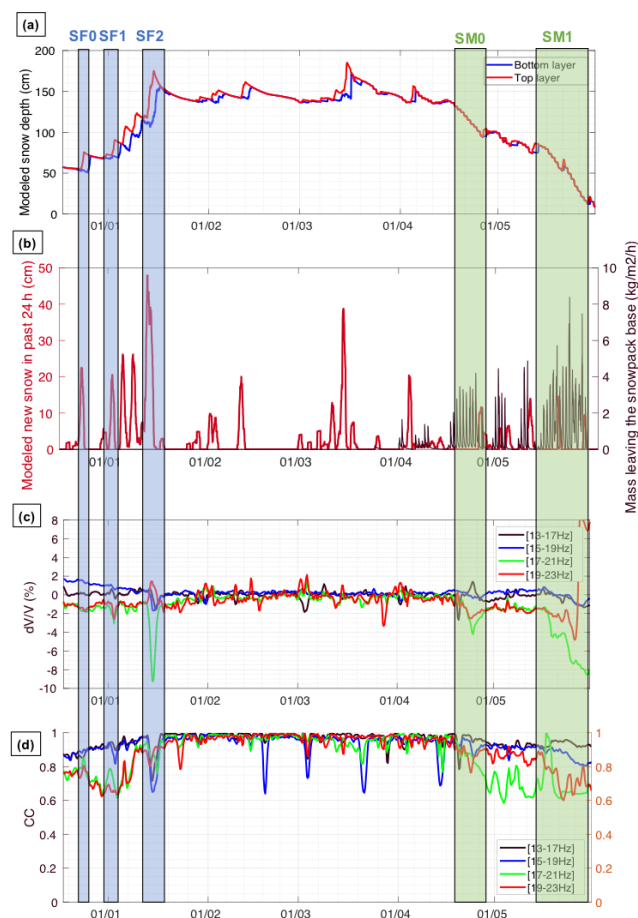 SF0 SF1 SF2 SM0 SM1
(a)
200
150
100
50
0
Modeled snow depth (cm)
Bottom layer
Top layer
01/01 01/02 01/03 01/04 01/05
(b)
50
40
30
20
10
0
Modeled new snow in past 24 h (cm)
10
8
6
4
2
0
Mass leaving the snowpack base (kg/m2/h)
01/01 01/02 01/03 01/04 01/05
(c)
8
6
4
2
0
-2
-4
-6
-8
-10
dV/V (%)
[13-17Hz]
[15-19Hz]
[17-21Hz]
[19-23Hz]
01/01 01/02 01/03 01/04 01/05
(d)
1
0.8
0.6
0.4
0.2
0
CC
1
0.8
0.6
0.4
0.2
0
[13-17Hz]
[15-19Hz]
[17-21Hz]
[19-23Hz]
01/01 01/02 01/03 01/04 01/05